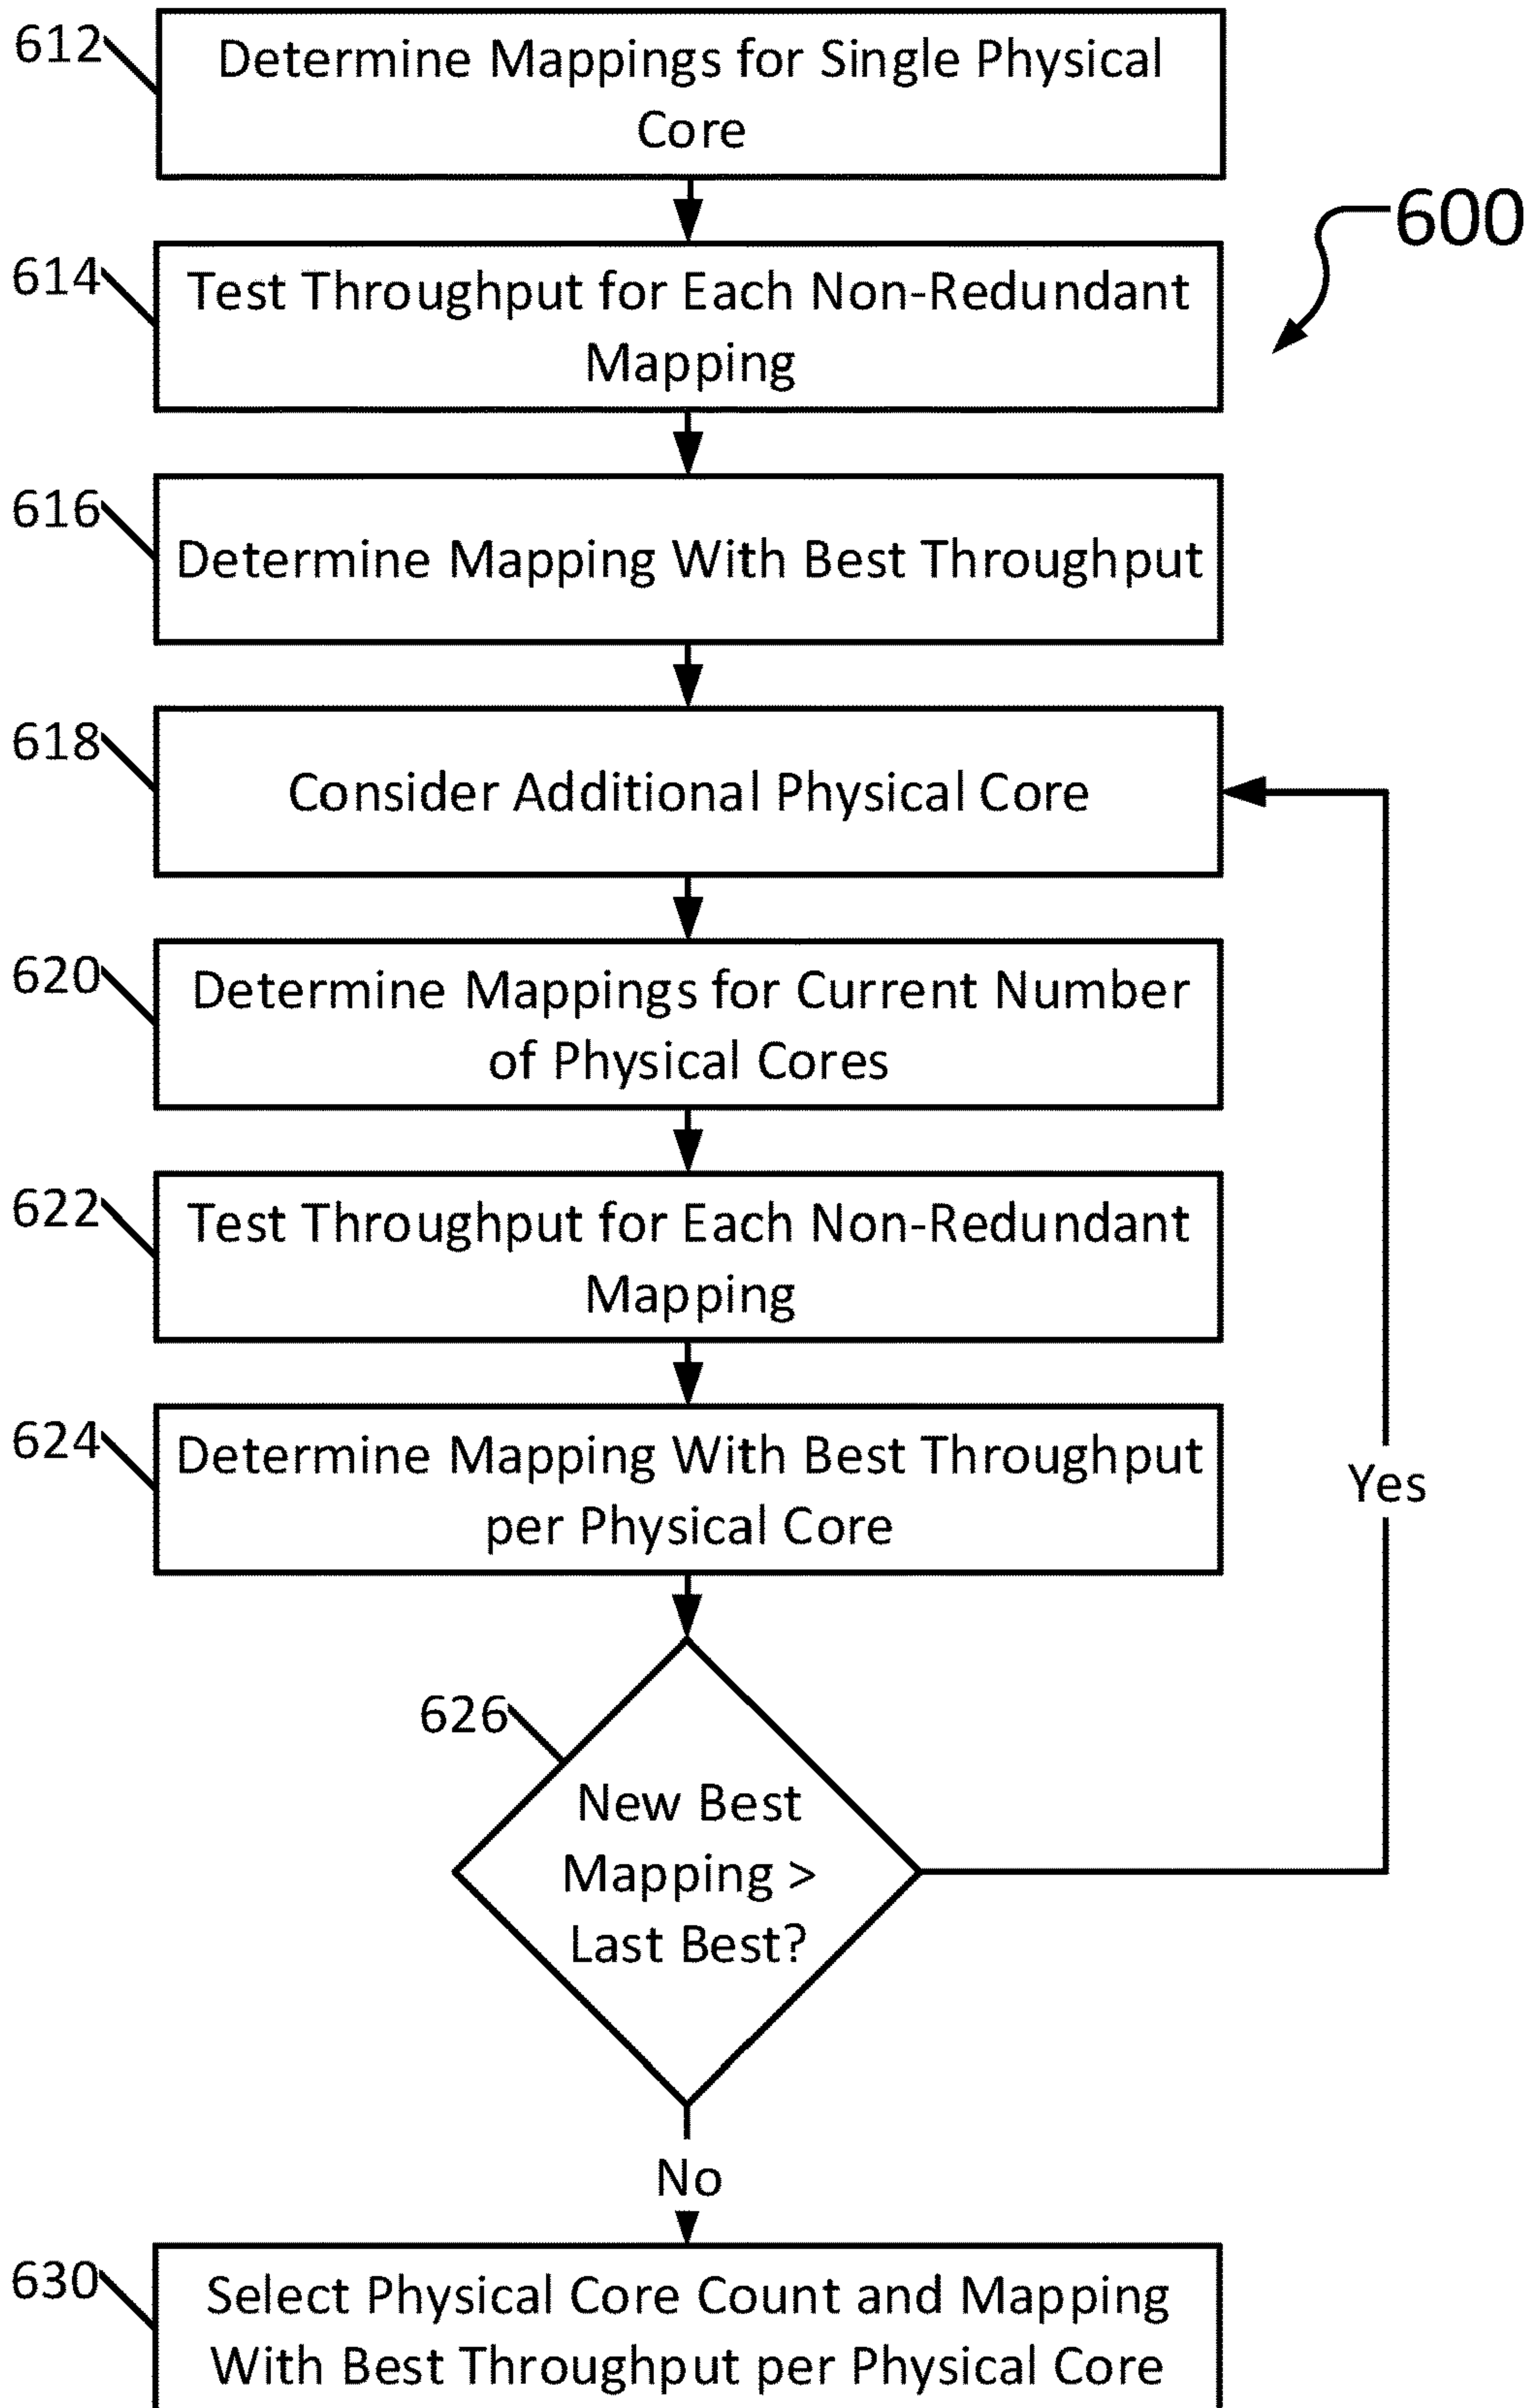 612
Determine Mappings for Single Physical
Core
600
614
Test Throughput for Each Non-Redundant
Mapping
616
Determine Mapping With Best Throughput
618
Consider Additional Physical Core
620
Determine Mappings for Current Number
of Physical Cores
622
Test Throughput for Each Non-Redundant
Mapping
624
Determine Mapping With Best Throughput
per Physical Core
Yes
626
New Best
Mapping >
Last Best?
No
630
Select Physical Core Count and Mapping
With Best Throughput per Physical Core